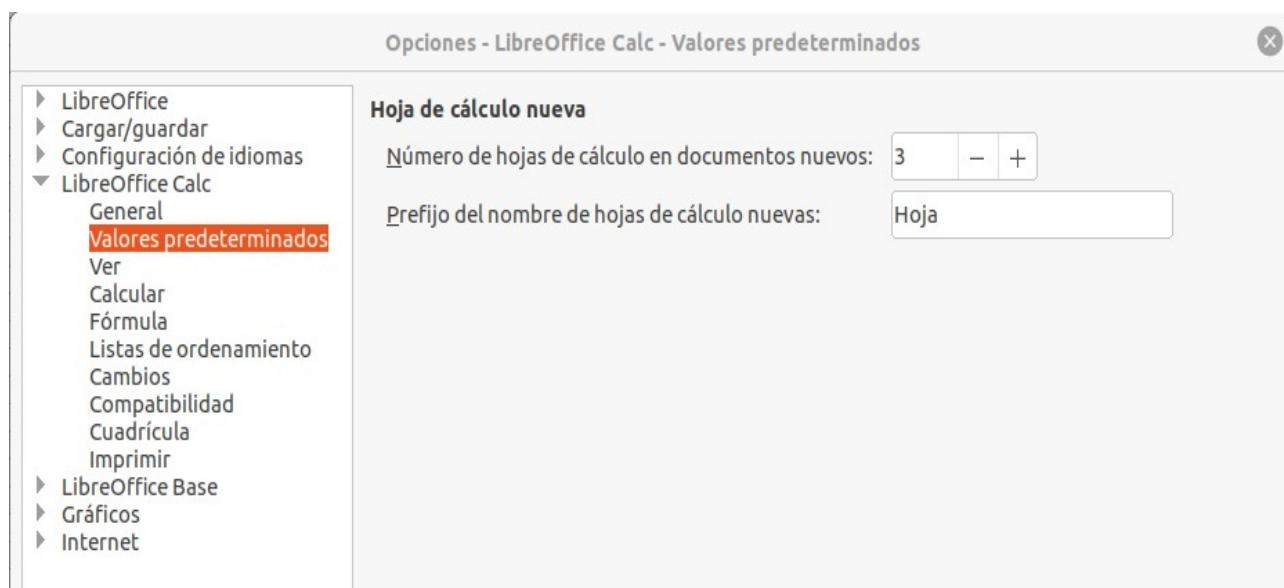 Opciones - LibreOffice Calc - Valores predeterminados
LibreOffice
Cargar/guardar
Configuración de idiomas
LibreOffice Calc
General
Valores predeterminados
Ver
Calcular
Fórmula
Listas de ordenamiento
Cambios
Compatibilidad
Cuadrícula
Imprimir
LibreOffice Base
Gráficos
Internet
Hoja de cálculo nueva
Número de hojas de cálculo en documentos nuevos: 3 − +
Prefijo del nombre de hojas de cálculo nuevas: Hoja